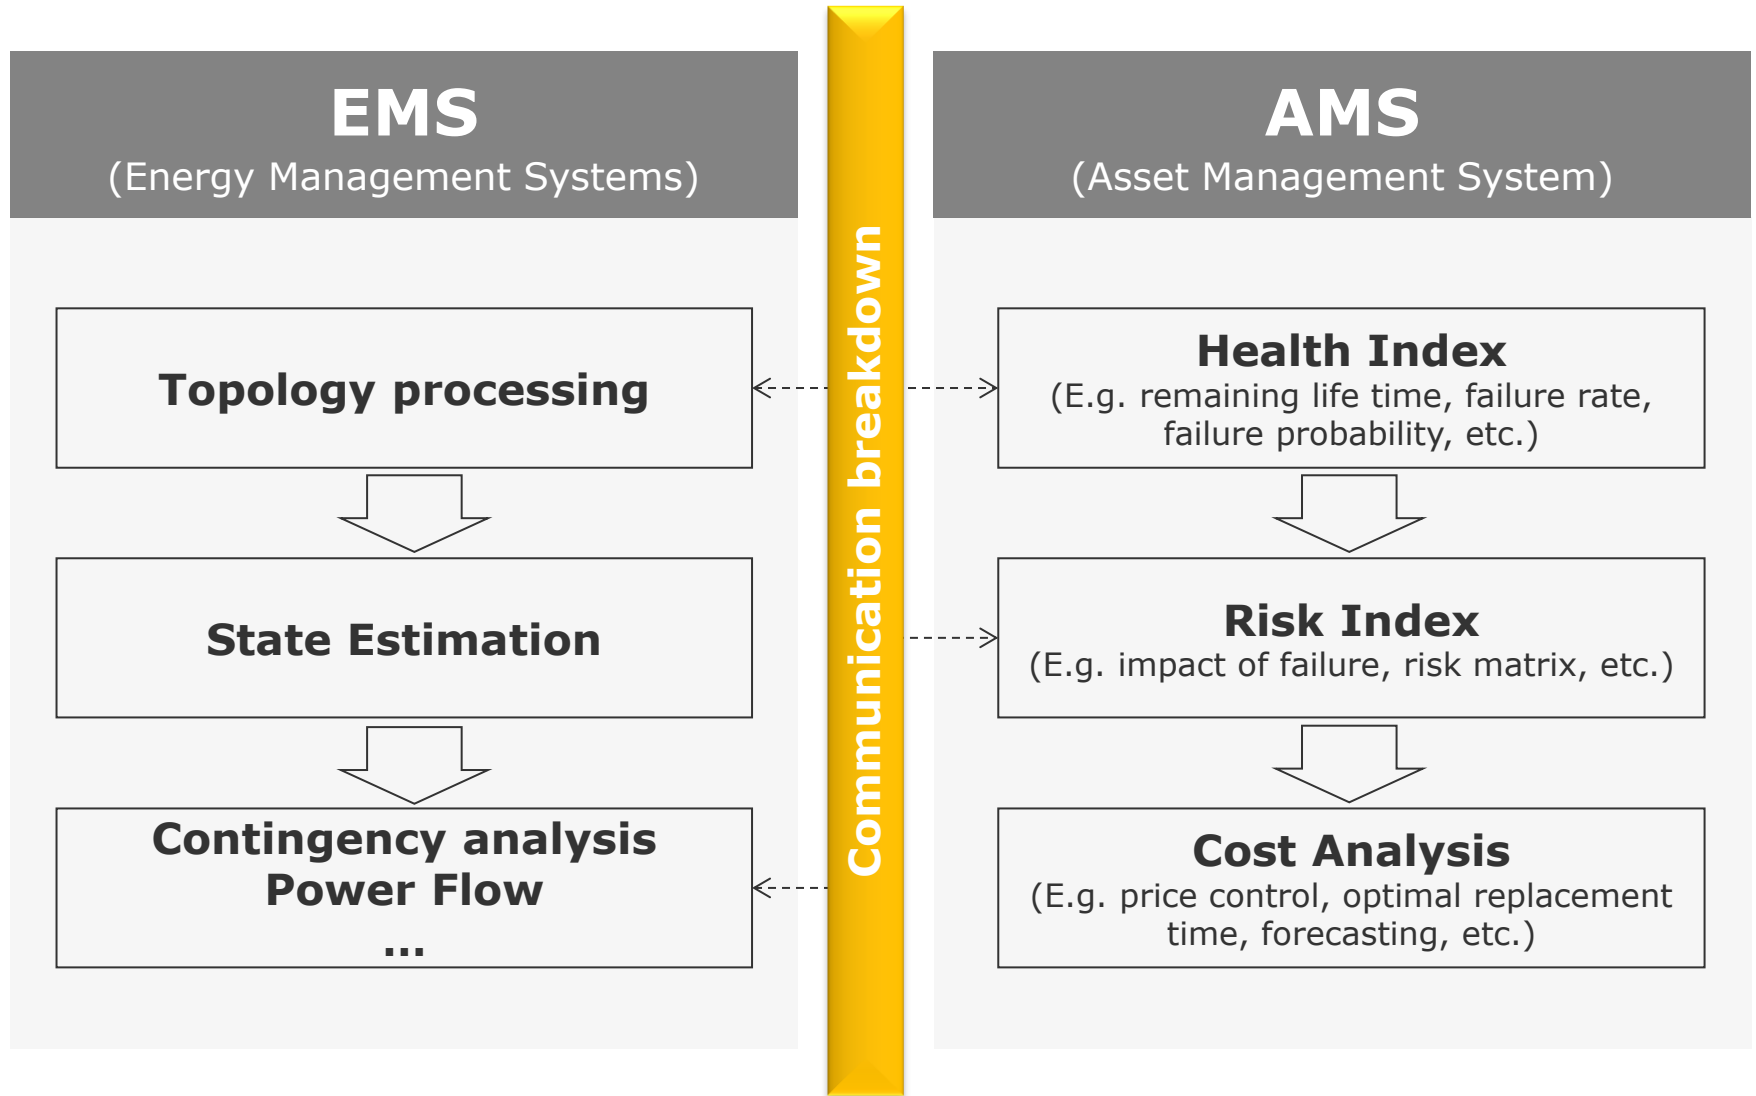 EMS
(Energy Management Systems)
Topology processing
State Estimation
Contingency analysis
Power Flow
...
Communication breakdown
AMS
(Asset Management System)
Health Index
(E.g. remaining life time, failure rate,
failure probability, etc.)
Risk Index
(E.g. impact of failure, risk matrix, etc.)
Cost Analysis
(E.g. price control, optimal replacement
time, forecasting, etc.)